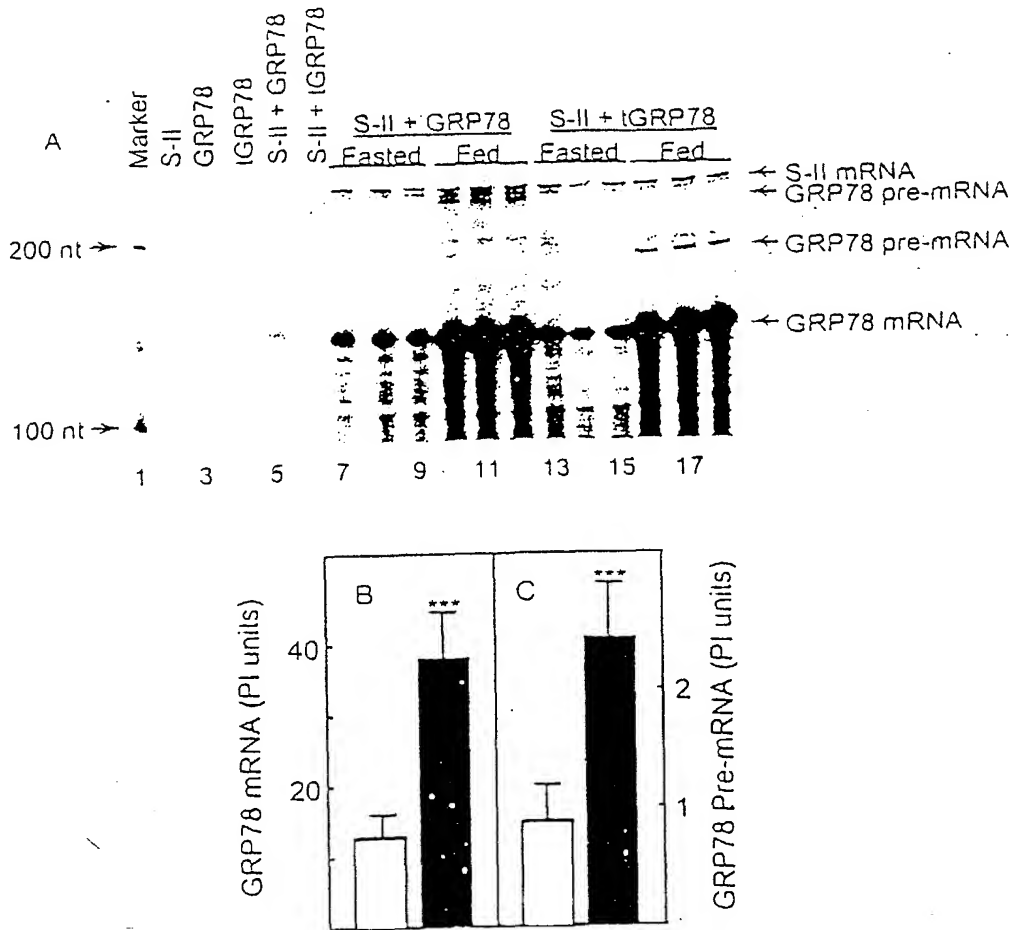 A
Marker
S-II
GRP78
tGRP78
S-II + GRP78
S-II + tGRP78
S-II + GRP78
S-II + tGRP78
Fasted
Fed
Fasted
Fed
← S-II mRNA
← GRP78 pre-mRNA
200 nt →
← GRP78 pre-mRNA
← GRP78 mRNA
100 nt →
1 3 5 7 9 11 13 15 17
B
***
C
***
GRP78 mRNA (PI units)
40
20
2
1
GRP78 Pre-mRNA (PI units)